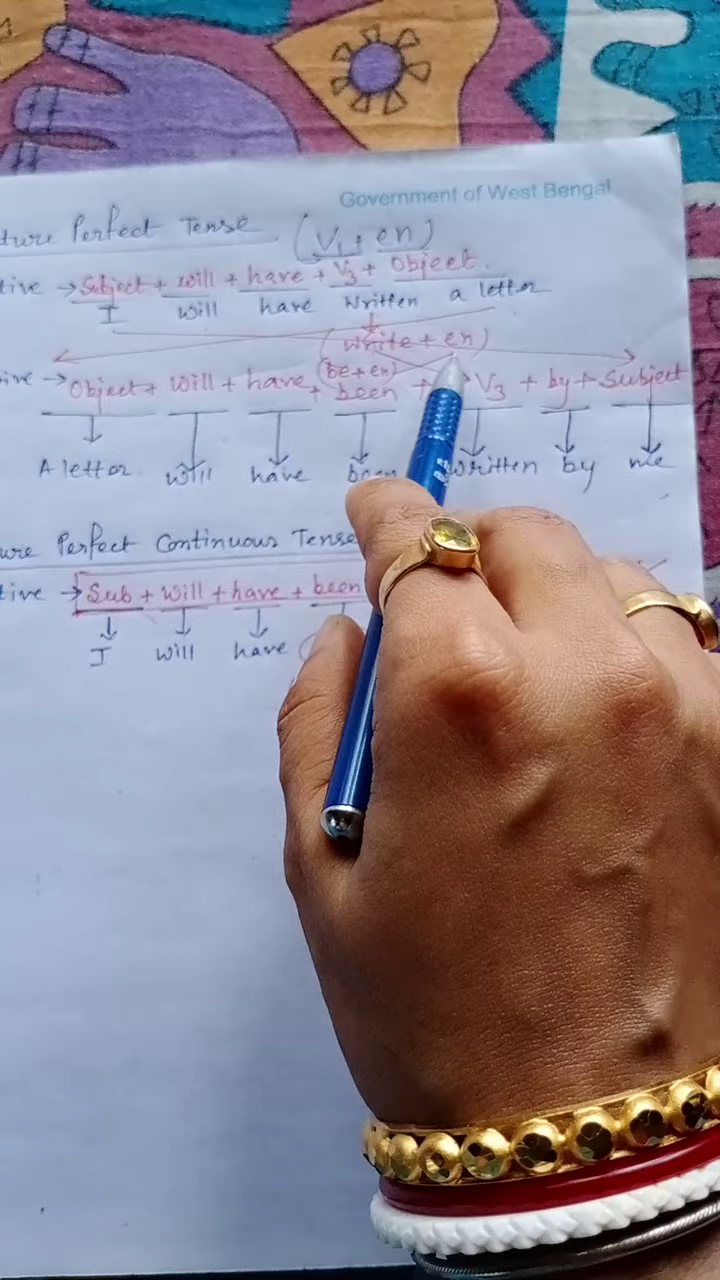 Government of West Bengal
ture Perfect Tense (V1 + en)
tive → Subject + will + have + V3 + Object.
I will have written a letter
(write + en)
(be + en)
ive → Object + will + have + been + V3 + by + Subject
A letter will have been written by me
ure Perfect Continuous Tense
tive → Sub + will + have + been
I will have